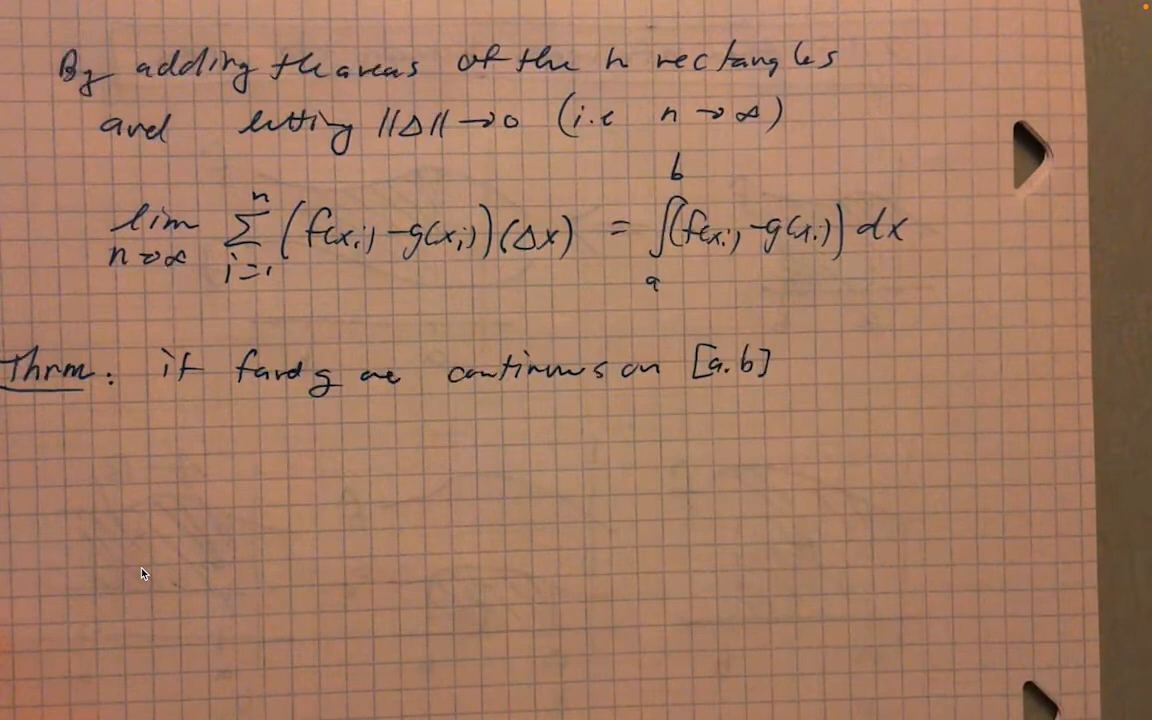 By adding the areas of the n rectangles
and letting ||Δ|| → 0 (i.e n → ∞)
lim n→∞ Σ i=1 n (f(xi) - g(xi))(Δx) = ∫ a b (f(xi) - g(xi)) dx
Thrm: if f and g are continuous on [a.b]